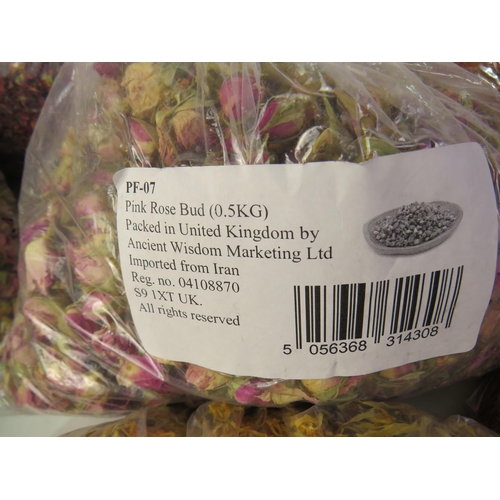 PF-07
Pink Rose Bud (0.5KG)
Packed in United Kingdom by
Ancient Wisdom Marketing Ltd
Imported from Iran
Reg. no. 04108870
S9 1XT UK.
All rights reserved
5 056368 314308